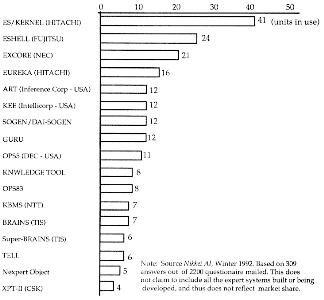 0 10 20 30 40 50
ES/KERNEL (HITACHI) 41 (units in use)
ESHELL (FUJITSU) 24
EXCORE (NEC) 21
EUREKA (HITACHI) 16
ART (Inference Corp - USA) 12
KEE (Intellicorp - USA) 12
SOGEN/DAI-SOGEN 12
GURU 12
OPS5 (DEC - USA) 11
KNWLEDGE TOOL 8
OPS83 8
KBMS (NTT) 7
BRAINS (TIS) 7
Super-BRAINS (TIS) 6
TELL 6
Nexpert Object 5
XPT-II (CSK) 4
Note: Source Nikkei AI, Winter 1992. Based on 309
answers out of 2200 questionaire mailed. This does
not claim to include all the expert systems built or being
developed, and thus does not reflect market share.